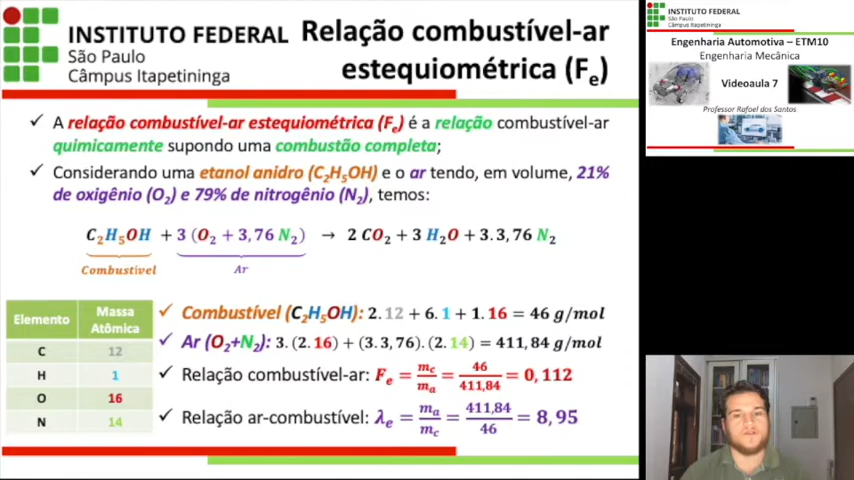 INSTITUTO FEDERAL
São Paulo
Câmpus Itapetininga
Relação combustível-ar
estequiométrica (Fₑ)
✓ A relação combustível-ar estequiométrica (Fₑ) é a relação combustível-ar
quimicamente supondo uma combustão completa;
✓ Considerando uma etanol anidro (C₂H₅OH) e o ar tendo, em volume, 21%
de oxigênio (O₂) e 79% de nitrogênio (N₂), temos:
C₂H₅OH + 3 (O₂ + 3,76 N₂) → 2 CO₂ + 3 H₂O + 3.3,76 N₂
Combustível Ar
Elemento Massa Atômica
C 12
H 1
O 16
N 14
✓ Combustível (C₂H₅OH): 2.12 + 6.1 + 1.16 = 46 g/mol
✓ Ar (O₂+N₂): 3.(2.16) + (3.3,76).(2.14) = 411,84 g/mol
✓ Relação combustível-ar: Fₑ = m_c/m_a = 46/411,84 = 0,112
✓ Relação ar-combustível: λₑ = m_a/m_c = 411,84/46 = 8,95
INSTITUTO FEDERAL
São Paulo
Câmpus Itapetininga
Engenharia Automotiva – ETM10
Engenharia Mecânica
Videoaula 7
Professor Rafael dos Santos